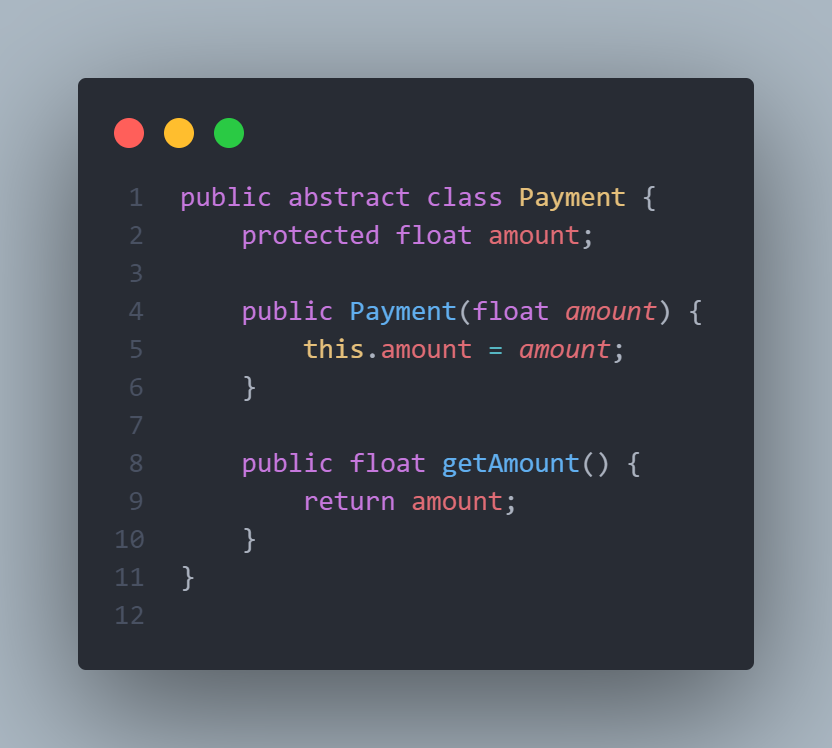 1 public abstract class Payment {
2     protected float amount;
3
4     public Payment(float amount) {
5         this.amount = amount;
6     }
7
8     public float getAmount() {
9         return amount;
10     }
11 }
12